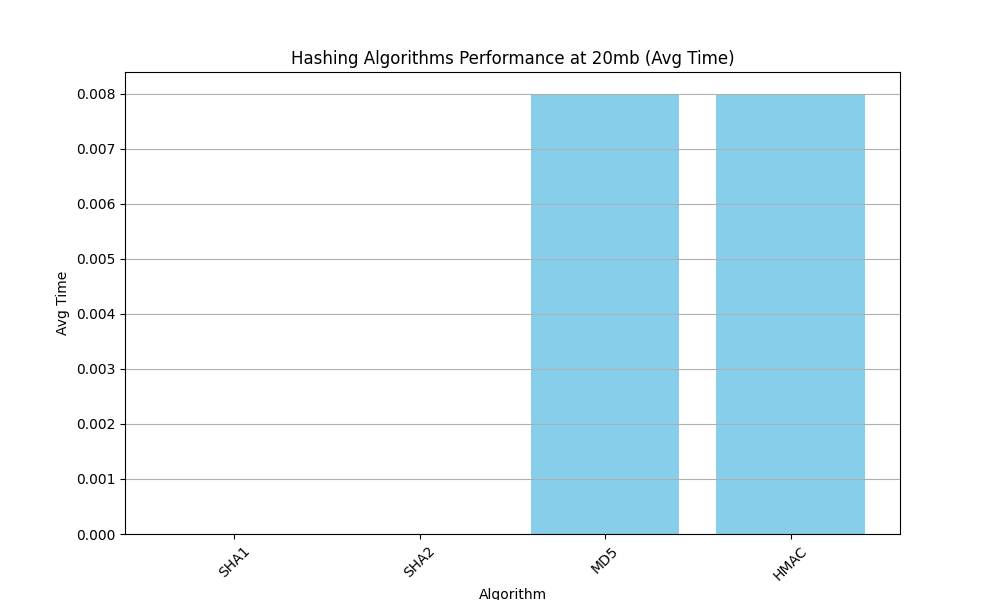 Hashing Algorithms Performance at 20mb (Avg Time)
0.008
0.007
0.006
0.005
0.004
0.003
0.002
0.001
0.000
Avg Time
SHA1
SHA2
MD5
HMAC
Algorithm